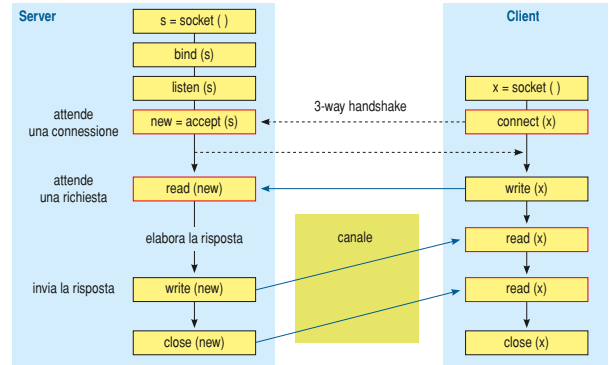 Server
s = socket ( )
bind (s)
listen (s)
attende
una connessione
new = accept (s)
3-way handshake
attende
una richiesta
read (new)
elabora la risposta
canale
invia la risposta
write (new)
close (new)
Client
x = socket ( )
connect (x)
write (x)
read (x)
read (x)
close (x)